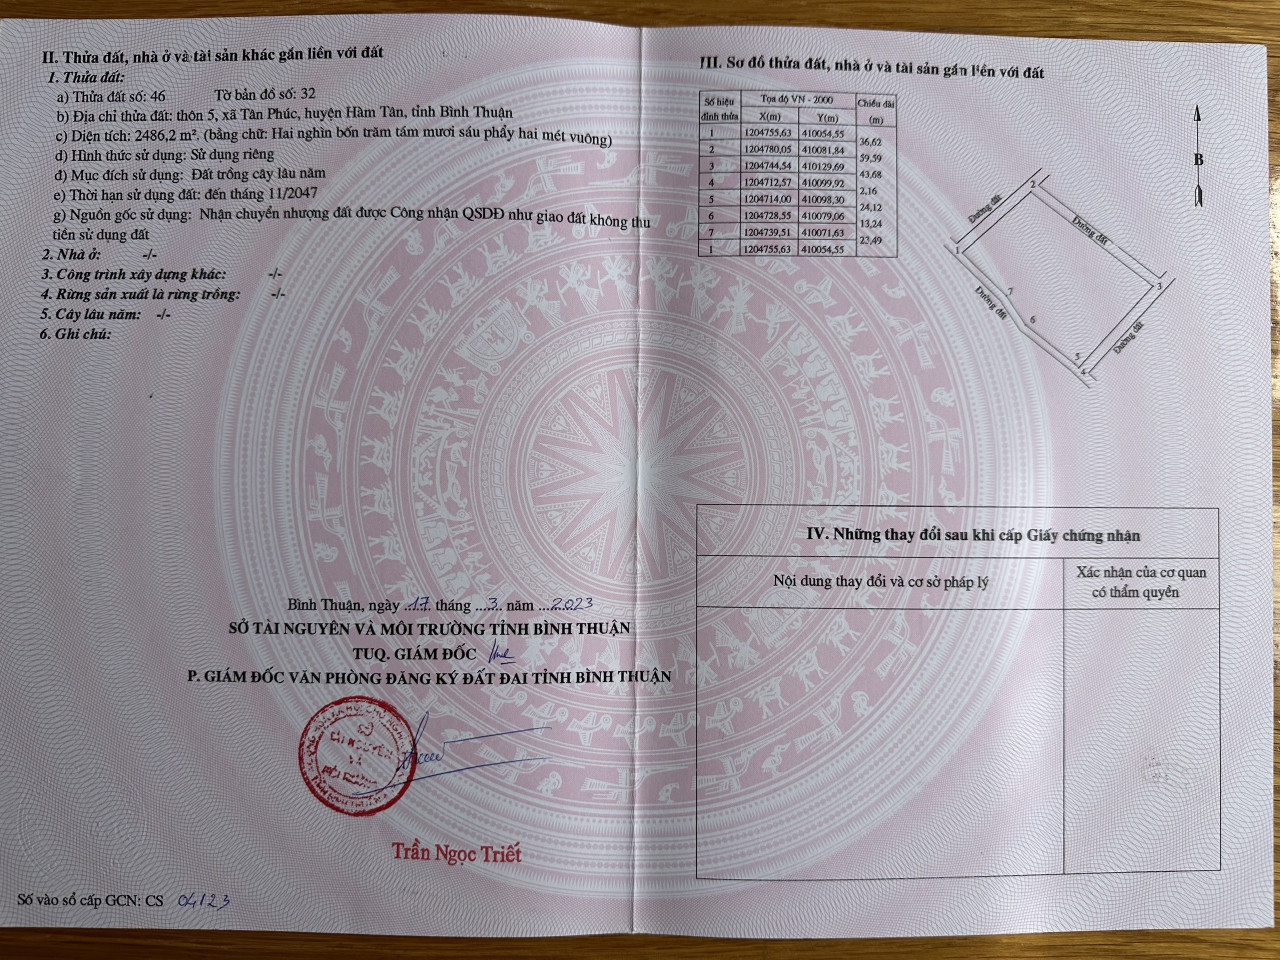 II. Thửa đất, nhà ở và tài sản khác gắn liền với đất
1. Thửa đất:
a) Thửa đất số: 46 Tờ bản đồ số: 32
b) Địa chỉ thửa đất: thôn 5, xã Tân Phúc, huyện Hàm Tân, tỉnh Bình Thuận
c) Diện tích: 2486,2 m². (bằng chữ: Hai nghìn bốn trăm tám mươi sáu phẩy hai mét vuông)
d) Hình thức sử dụng: Sử dụng riêng
đ) Mục đích sử dụng: Đất trồng cây lâu năm
e) Thời hạn sử dụng đất: đến tháng 11/2047
g) Nguồn gốc sử dụng: Nhận chuyển nhượng đất được Công nhận QSDĐ như giao đất không thu
tiền sử dụng đất
2. Nhà ở: -/-
3. Công trình xây dựng khác: -/-
4. Rừng sản xuất là rừng trồng: -/-
5. Cây lâu năm: -/-
6. Ghi chú:
Bình Thuận, ngày 17 tháng 3 năm 2023
SỞ TÀI NGUYÊN VÀ MÔI TRƯỜNG TỈNH BÌNH THUẬN
TUQ. GIÁM ĐỐC
P. GIÁM ĐỐC VĂN PHÒNG ĐĂNG KÝ ĐẤT ĐAI TỈNH BÌNH THUẬN
Trần Ngọc Triết
Số vào sổ cấp GCN: CS 04123
III. Sơ đồ thửa đất, nhà ở và tài sản gắn liền với đất
Số hiệu đỉnh thửa Tọa độ VN - 2000 Chiều dài (m)
X(m) Y(m)
1 1204755,63 410054,55
36,62
2 1204780,05 410081,84
59,59
3 1204744,54 410129,69
43,68
4 1204712,57 410099,92
2,16
5 1204714,00 410098,30
24,12
6 1204728,55 410079,06
13,24
7 1204739,51 410071,63
23,49
1 1204755,63 410054,55
B
Đường đất
Đường đất
Đường đất
Đường đất
1
2
3
4
5
6
7
IV. Những thay đổi sau khi cấp Giấy chứng nhận
Nội dung thay đổi và cơ sở pháp lý
Xác nhận của cơ quan
có thẩm quyền